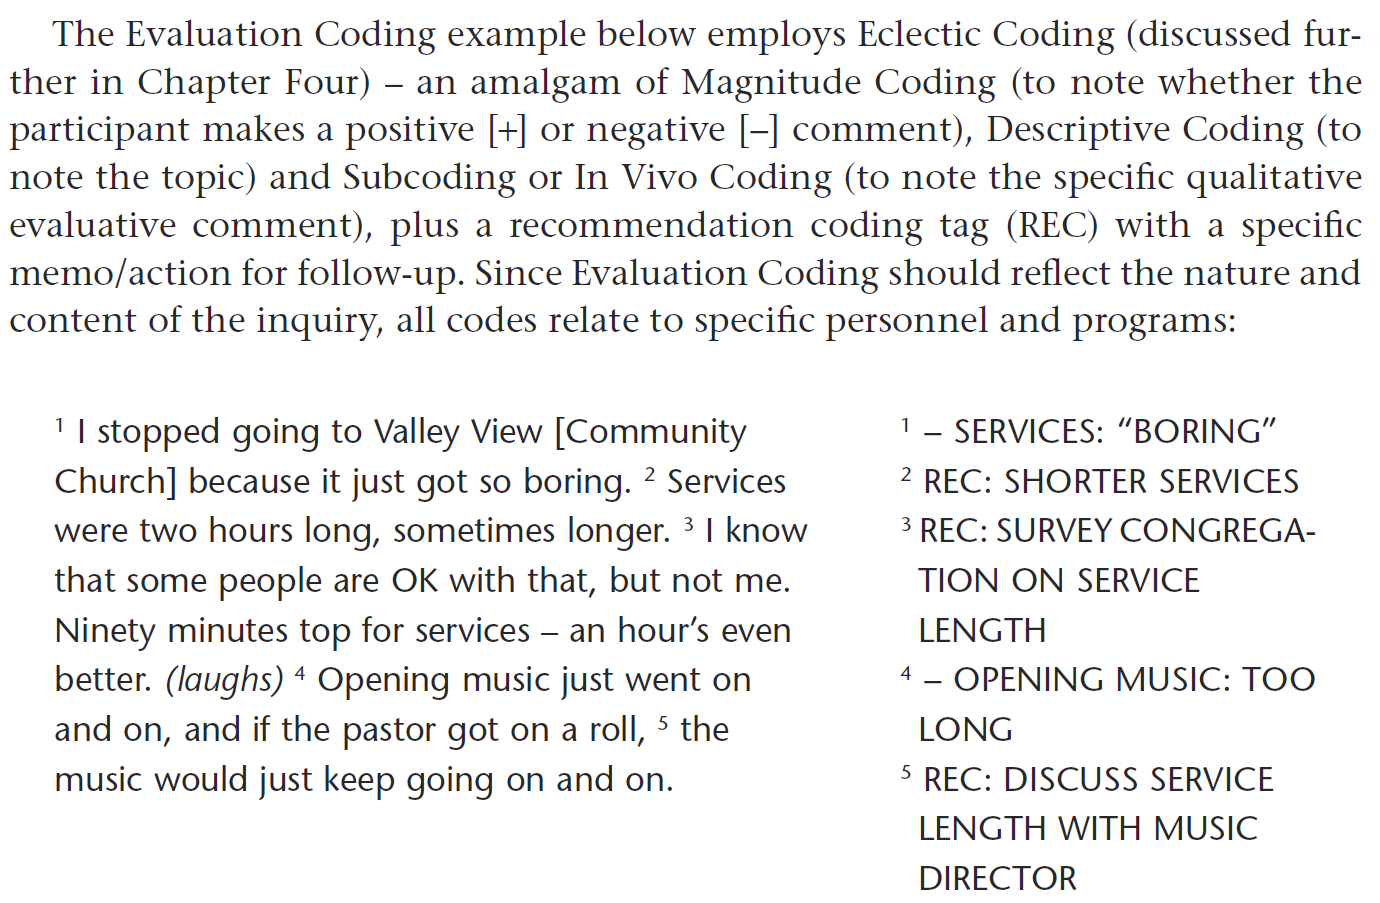 The Evaluation Coding example below employs Eclectic Coding (discussed fur-
ther in Chapter Four) – an amalgam of Magnitude Coding (to note whether the
participant makes a positive [+] or negative [–] comment), Descriptive Coding (to
note the topic) and Subcoding or In Vivo Coding (to note the specific qualitative
evaluative comment), plus a recommendation coding tag (REC) with a specific
memo/action for follow-up. Since Evaluation Coding should reflect the nature and
content of the inquiry, all codes relate to specific personnel and programs:
¹ I stopped going to Valley View [Community
Church] because it just got so boring. ² Services
were two hours long, sometimes longer. ³ I know
that some people are OK with that, but not me.
Ninety minutes top for services – an hour’s even
better. (laughs) ⁴ Opening music just went on
and on, and if the pastor got on a roll, ⁵ the
music would just keep going on and on.
¹ – SERVICES: “BORING”
² REC: SHORTER SERVICES
³ REC: SURVEY CONGREGA-
TION ON SERVICE
LENGTH
⁴ – OPENING MUSIC: TOO
LONG
⁵ REC: DISCUSS SERVICE
LENGTH WITH MUSIC
DIRECTOR